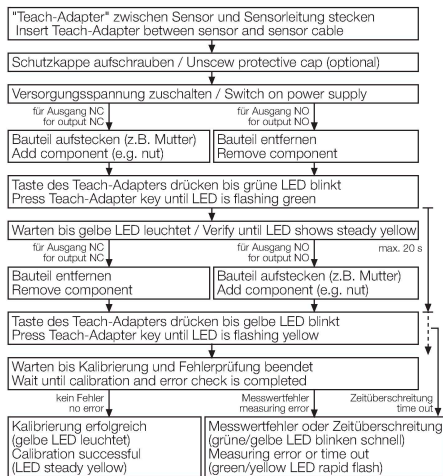 "Teach-Adapter" zwischen Sensor und Sensorleitung stecken
Insert Teach-Adapter between sensor and sensor cable
Schutzkappe aufschrauben / Unscew protective cap (optional)
Versorgungsspannung zuschalten / Switch on power supply
für Ausgang NC
for output NC
für Ausgang NO
for output NO
Bauteil aufstecken (z.B. Mutter)
Add component (e.g. nut)
Bauteil entfernen
Remove component
Taste des Teach-Adapters drücken bis grüne LED blinkt
Press Teach-Adapter key until LED is flashing green
Warten bis gelbe LED leuchtet / Verify until LED shows steady yellow
für Ausgang NC
for output NC
für Ausgang NO
for output NO
max. 20 s
Bauteil entfernen
Remove component
Bauteil aufstecken (z.B. Mutter)
Add component (e.g. nut)
Taste des Teach-Adapters drücken bis gelbe LED blinkt
Press Teach-Adapter key until LED is flashing yellow
Warten bis Kalibrierung und Fehlerprüfung beendet
Wait until calibration and error check is completed
kein Fehler
no error
Messwertfehler
measuring error
Zeitüberschreitung
time out
Kalibrierung erfolgreich
(gelbe LED leuchtet)
Calibration successful
(LED steady yellow)
Messwertfehler oder Zeitüberschreitung
(grüne/gelbe LED blinken schnell)
Measuring error or time out
(green/yellow LED rapid flash)